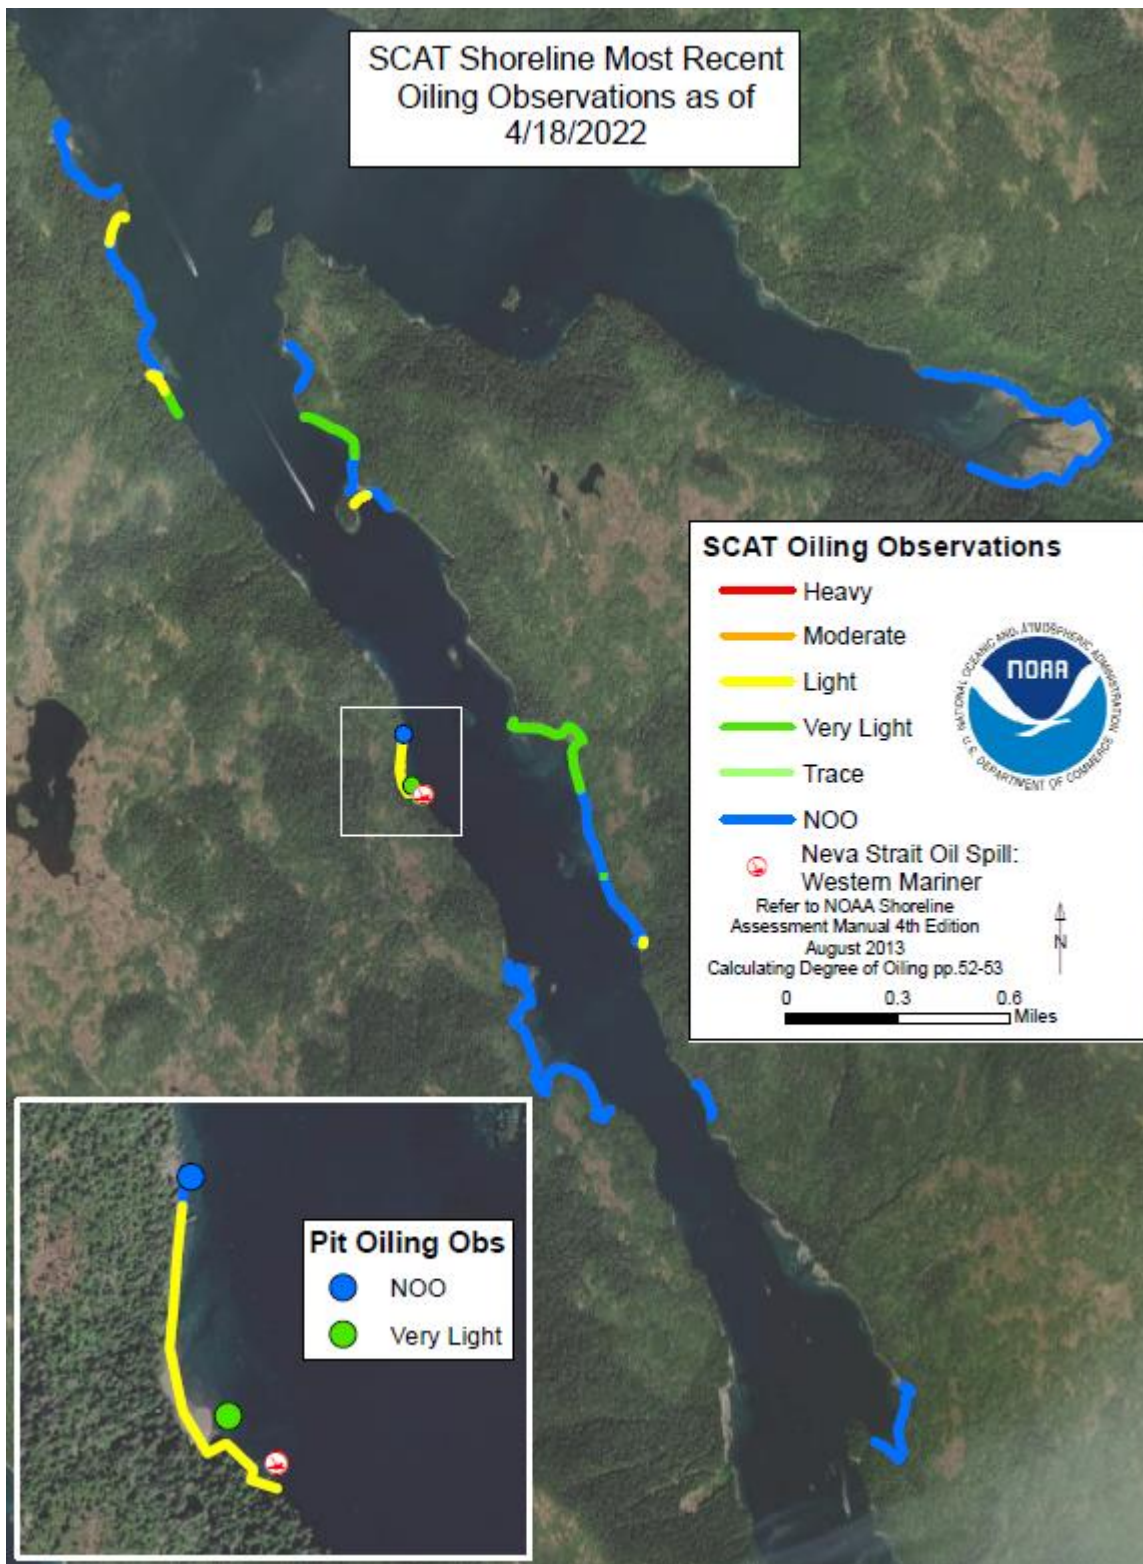 SCAT Shoreline Most Recent
Oiling Observations as of
4/18/2022
SCAT Oiling Observations
Heavy
Moderate
Light
Very Light
Trace
NOO
Neva Strait Oil Spill:
Western Mariner
Refer to NOAA Shoreline
Assessment Manual 4th Edition
August 2013
Calculating Degree of Oiling pp.52-53
N
0 0.3 0.6
Miles
NATIONAL OCEANIC AND ATMOSPHERIC ADMINISTRATION
U.S. DEPARTMENT OF COMMERCE
NOAA
Pit Oiling Obs
NOO
Very Light